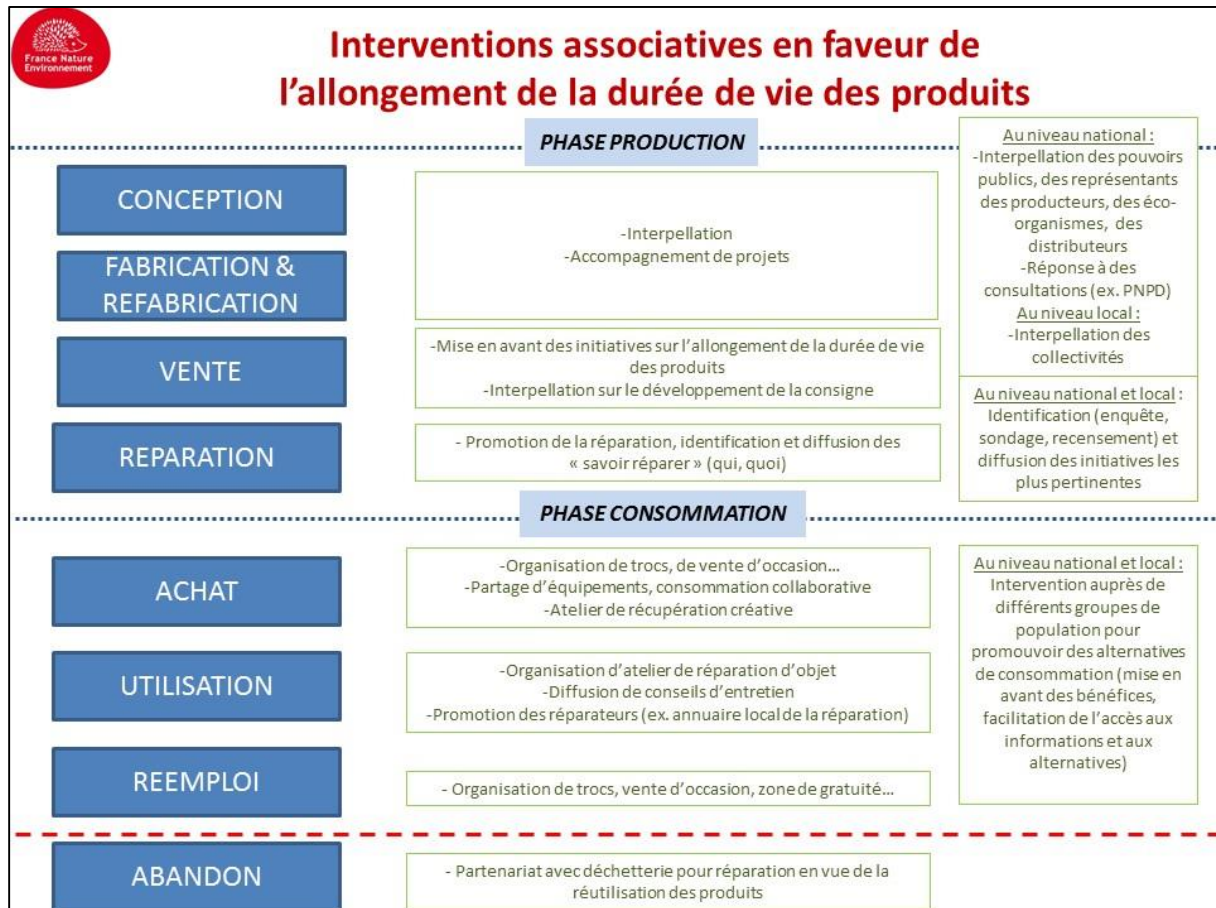 France Nature
Environnement
Interventions associatives en faveur de
l’allongement de la durée de vie des produits
PHASE PRODUCTION
CONCEPTION
FABRICATION &
REFABRICATION
-Interpellation
-Accompagnement de projets
VENTE
-Mise en avant des initiatives sur l’allongement de la durée de vie
des produits
-Interpellation sur le développement de la consigne
REPARATION
- Promotion de la réparation, identification et diffusion des
« savoir réparer » (qui, quoi)
Au niveau national :
-Interpellation des pouvoirs
publics, des représentants
des producteurs, des éco-
organismes, des
distributeurs
-Réponse à des
consultations (ex. PNPD)
Au niveau local :
-Interpellation des
collectivités
Au niveau national et local :
Identification (enquête,
sondage, recensement) et
diffusion des initiatives les
plus pertinentes
PHASE CONSOMMATION
ACHAT
-Organisation de trocs, de vente d’occasion…
-Partage d’équipements, consommation collaborative
-Atelier de récupération créative
UTILISATION
-Organisation d’atelier de réparation d’objet
-Diffusion de conseils d’entretien
-Promotion des réparateurs (ex. annuaire local de la réparation)
REEMPLOI
- Organisation de trocs, vente d’occasion, zone de gratuité…
Au niveau national et local :
Intervention auprès de
différents groupes de
population pour
promouvoir des alternatives
de consommation (mise en
avant des bénéfices,
facilitation de l’accès aux
informations et aux
alternatives)
ABANDON
- Partenariat avec déchetterie pour réparation en vue de la
réutilisation des produits